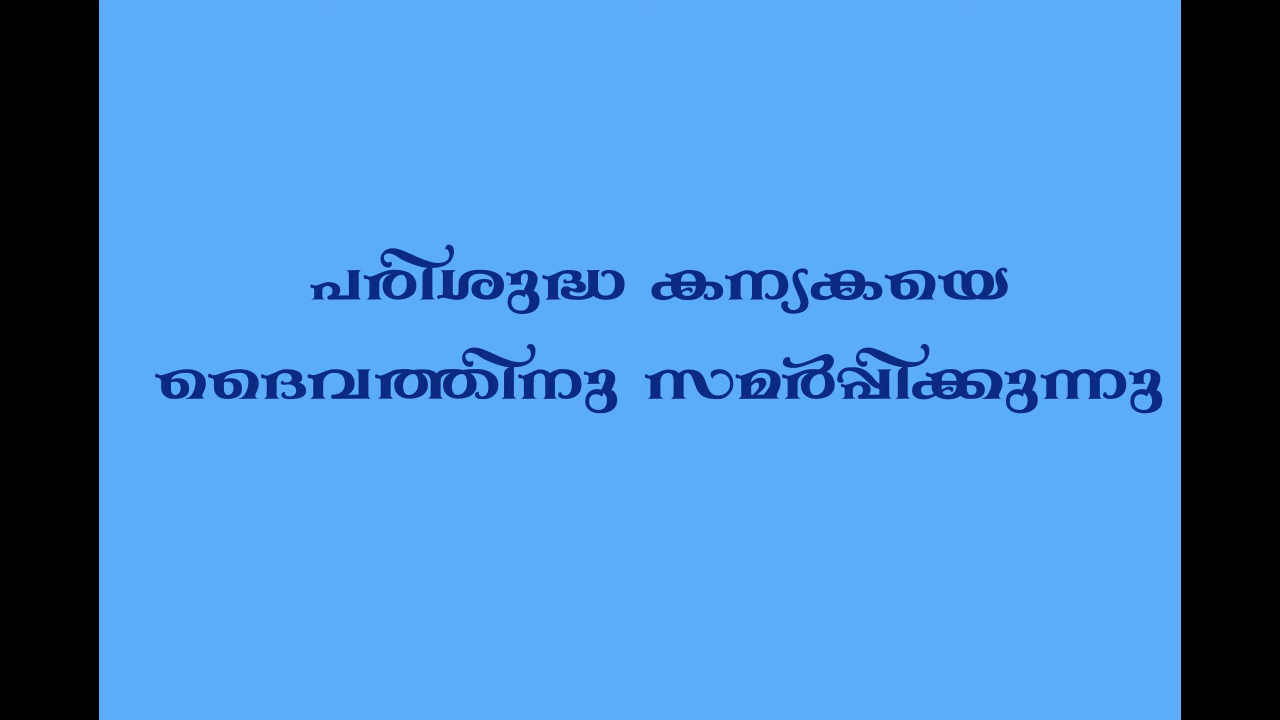 പരിശുദ്ധ കന്യകയെ
ദൈവത്തിനു സമർപ്പിക്കുന്നു